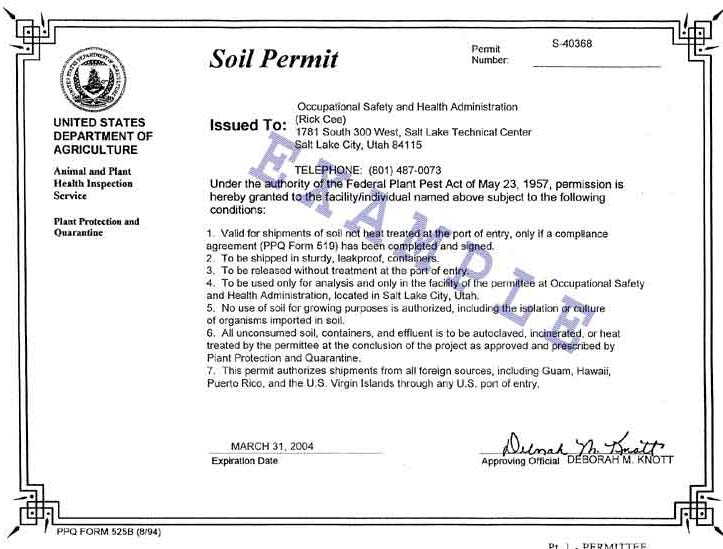 Soil Permit
Permit
Number:
S-40368
UNITED STATES
DEPARTMENT OF
AGRICULTURE
Animal and Plant
Health Inspection
Service
Plant Protection and
Quarantine
Issued To:
Occupational Safety and Health Administration
(Rick Cee)
1781 South 300 West, Salt Lake Technical Center
Salt Lake City, Utah 84115
TELEPHONE: (801) 487-0073
Under the authority of the Federal Plant Pest Act of May 23, 1957, permission is
hereby granted to the facility/individual named above subject to the following
conditions:
1. Valid for shipments of soil not heat treated at the port of entry, only if a compliance
agreement (PPQ Form 519) has been completed and signed.
2. To be shipped in sturdy, leakproof, containers.
3. To be released without treatment at the port of entry.
4. To be used only for analysis and only in the facility of the permittee at Occupational Safety
and Health Administration, located in Salt Lake City, Utah.
5. No use of soil for growing purposes is authorized, including the isolation or culture
of organisms imported in soil.
6. All unconsumed soil, containers, and effluent is to be autoclaved, incinerated, or heat
treated by the permittee at the conclusion of the project as approved and prescribed by
Plant Protection and Quarantine.
7. This permit authorizes shipments from all foreign sources, including Guam, Hawaii,
Puerto Rico, and the U.S. Virgin Islands through any U.S. port of entry.
EXAMPLE
MARCH 31, 2004
Expiration Date
Deborah M. Knott
Approving Official DEBORAH M. KNOTT
PPQ FORM 525B (8/94)
Pt 1 - PERMITTEE